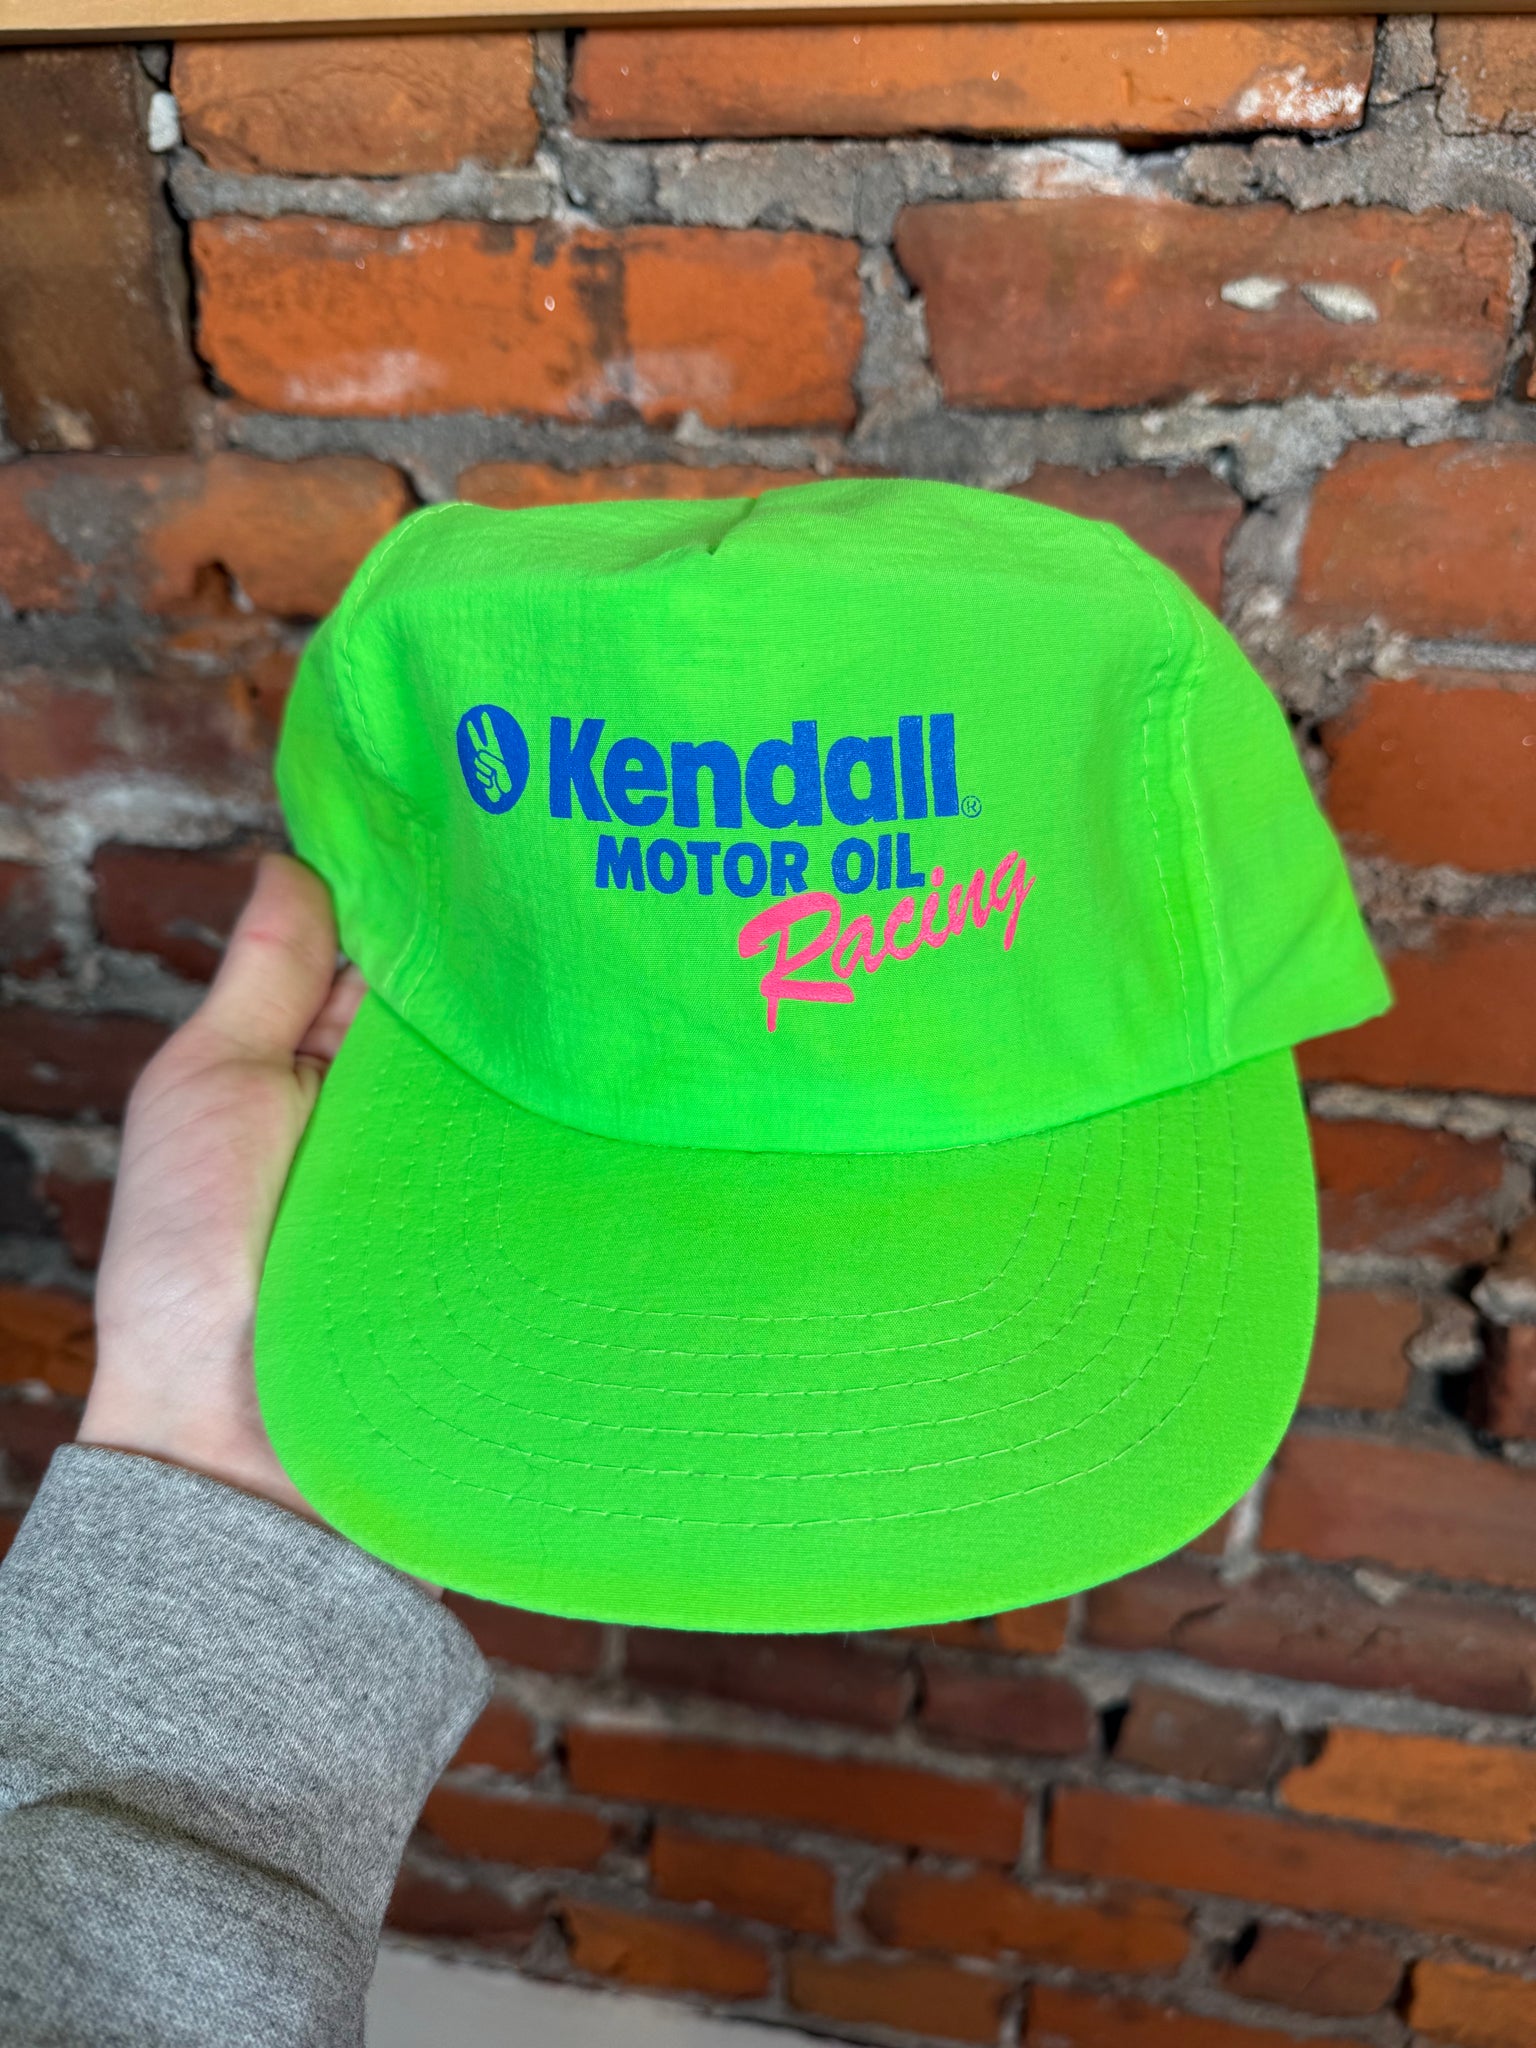 Kendall®
MOTOR OIL
Racing